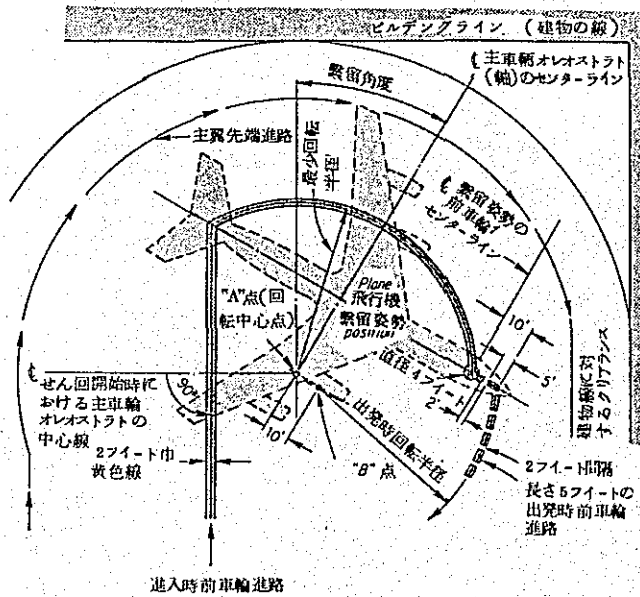 ビルデングライン (建物の線)
℄ 主車輌オレオストラト
(軸)のセンターライン
繋留角度
主翼先端進路
最少回転
半径
℄ 繋留姿勢の
前車輪
センターライン
"A"点(回
転中心点)
Plane
飛行機
繋留姿勢
position
直径4フィート
10'
5'
2'
建物線に対
するクリアランス
℄ せん回開始時に
おける主車輪
オレオストラトの
中心線
90°
2フイート巾
黄色線
10'
"B"点
出発時回転半径
2フイート間隔
長さ5フイートの
出発時前車輪
進路
進入時前車輪進路